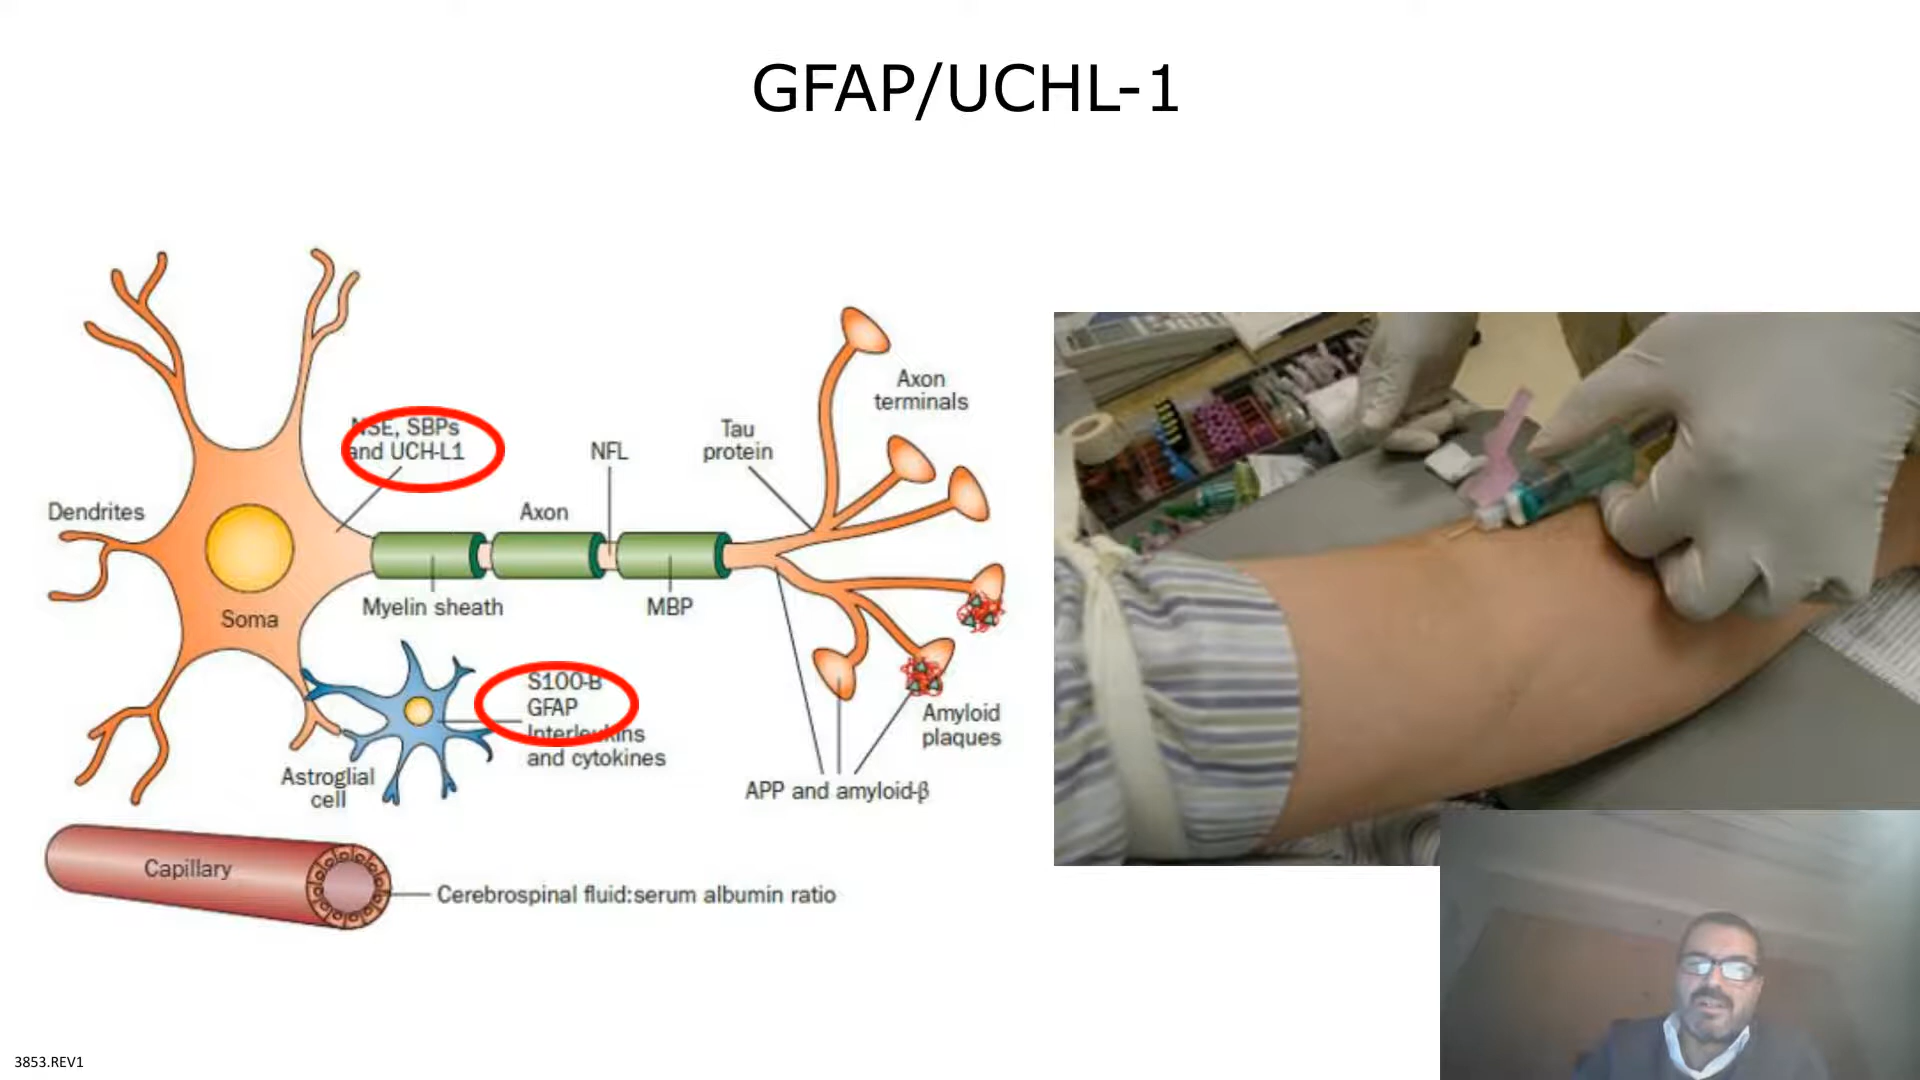 GFAP/UCHL-1
NSE, SBPs
and UCH-L1
NFL
Tau
protein
Axon
terminals
Dendrites
Axon
Soma
Myelin sheath
MBP
S100-B
GFAP
Interleukins
and cytokines
Astroglial
cell
Amyloid
plaques
APP and amyloid-β
Capillary
Cerebrospinal fluid:serum albumin ratio
3853.REV1